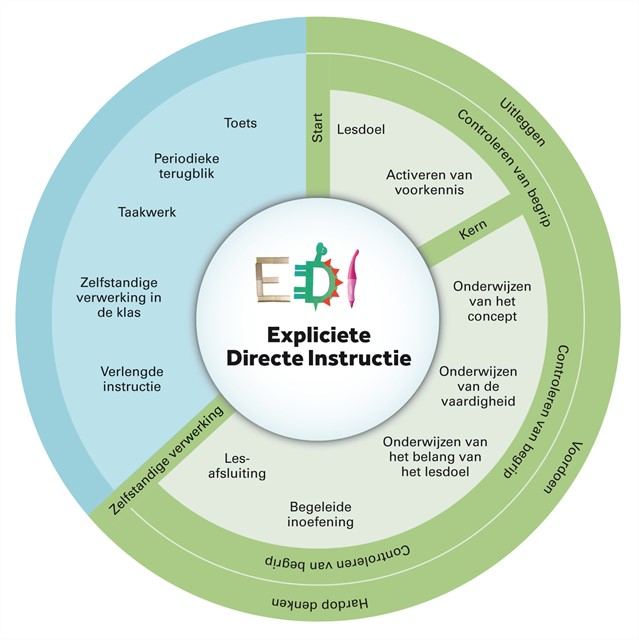 EDI
Expliciete
Directe Instructie
Start
Lesdoel
Activeren van
voorkennis
Kern
Onderwijzen
van het
concept
Onderwijzen
van de
vaardigheid
Onderwijzen van
het belang van
het lesdoel
Begeleide
inoefening
Les-
afsluiting
Zelfstandige verwerking
Verlengde
instructie
Zelfstandige
verwerking in
de klas
Taakwerk
Periodieke
terugblik
Toets
Controleren van begrip
Controleren van begrip
Controleren van begrip
Uitleggen
Voordoen
Hardop denken